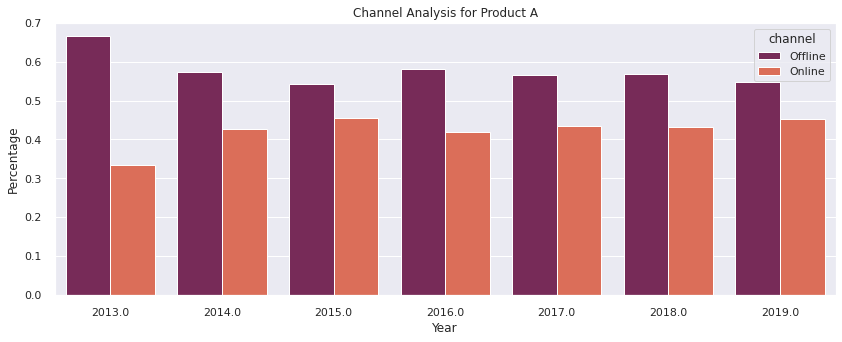 Channel Analysis for Product A
0.7
0.6
0.5
0.4
0.3
0.2
0.1
0.0
Percentage
channel
Offline
Online
2013.0 2014.0 2015.0 2016.0 2017.0 2018.0 2019.0
Year